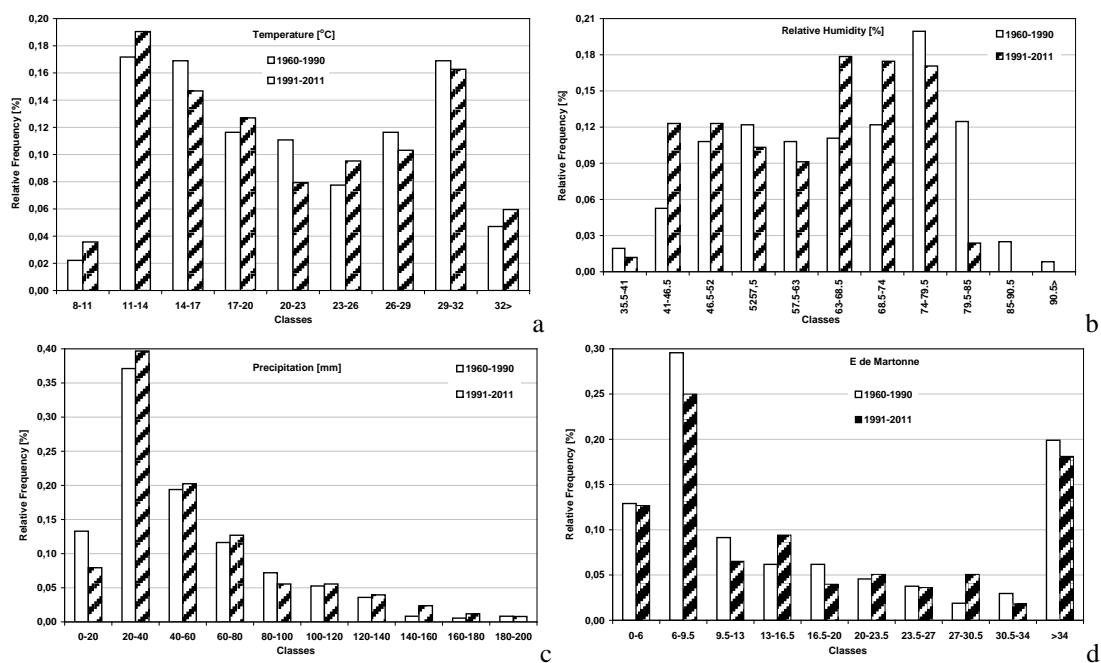 Temperature [°C]
1960-1990
1991-2011
Relative Frequency [%]
0,20
0,18
0,16
0,14
0,12
0,10
0,08
0,06
0,04
0,02
0,00
8-11 11-14 14-17 17-20 20-23 23-26 26-29 29-32 32>
Classes
a
Relative Humidity [%]
1960-1990
1991-2011
Relative Frequency [%]
0,21
0,18
0,15
0,12
0,09
0,06
0,03
0,00
35.5-41 41-46.5 46.5-52 5257,5 57.5-63 63-68.5 68.5-74 74-79.5 79.5-85 85-90.5 90.5>
Classes
b
Precipitation [mm]
1960-1990
1991-2011
Relative Frequency [%]
0,40
0,35
0,30
0,25
0,20
0,15
0,10
0,05
0,00
0-20 20-40 40-60 60-80 80-100 100-120 120-140 140-160 160-180 180-200
Classes
c
E de Martonne
1960-1990
1991-2011
Relative Frequency [%]
0,30
0,25
0,20
0,15
0,10
0,05
0,00
0-6 6-9.5 9.5-13 13-16.5 16.5-20 20-23.5 23.5-27 27-30.5 30.5-34 >34
Classes
d